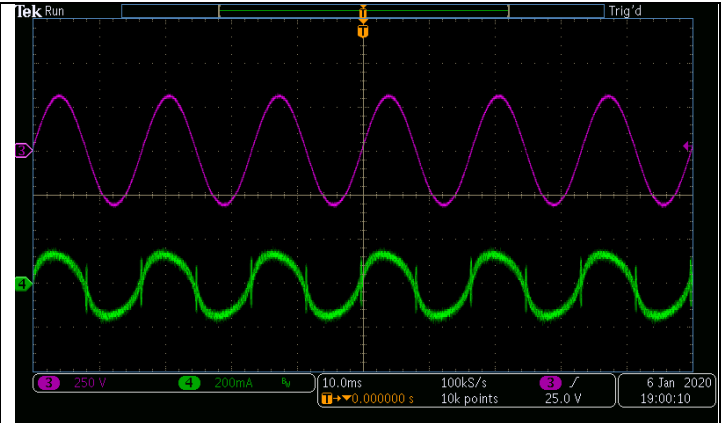 Tek Run Trig'd
T
3
4
3 250 V 4 200mA BW 10.0ms 100kS/s 3 6 Jan 2020
T→▼0.000000 s 10k points 25.0 V 19:00:10